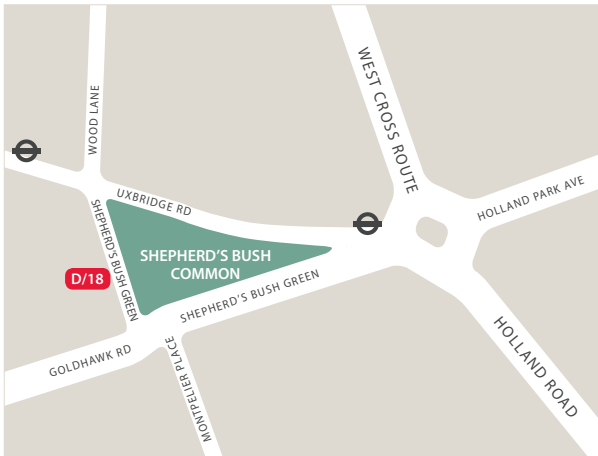 WOOD LANE
WEST CROSS ROUTE
UXBRIDGE RD
HOLLAND PARK AVE
SHEPHERD'S BUSH GREEN
SHEPHERD'S BUSH
COMMON
D/18
SHEPHERD'S BUSH GREEN
GOLDHAWK RD
MONTPELIER PLACE
HOLLAND ROAD